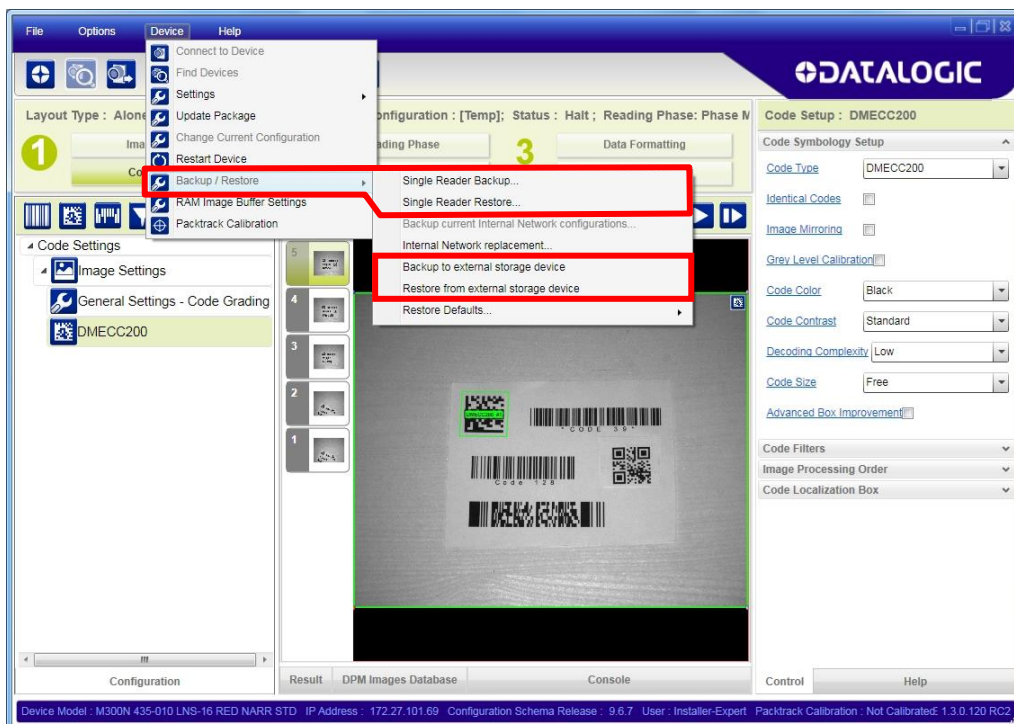 File Options Device Help
DATALOGIC
Connect to Device
Find Devices
Settings
Update Package
Change Current Configuration
Restart Device
Backup / Restore
RAM Image Buffer Settings
Packtrack Calibration
Single Reader Backup...
Single Reader Restore...
Backup current Internal Network configurations...
Internal Network replacement...
Backup to external storage device
Restore from external storage device
Restore Defaults...
Layout Type : Alone
onfiguration : [Temp]; Status : Halt ; Reading Phase: Phase M
1
Ima
Co
ading Phase
3
Data Formatting
Code Settings
Image Settings
General Settings - Code Grading
DMECC200
5
4
3
2
1
DMECC200 #1
*CODE 39*
Code 128
Code Setup : DMECC200
Code Symbology Setup
Code Type DMECC200
Identical Codes
Image Mirroring
Grey Level Calibration
Code Color Black
Code Contrast Standard
Decoding Complexity Low
Code Size Free
Advanced Box Improvement
Code Filters
Image Processing Order
Code Localization Box
Configuration
Result DPM Images Database Console
Control Help
Device Model : M300N 435-010 LNS-16 RED NARR STD IP Address : 172.27.101.69 Configuration Schema Release : 9.6.7 User : Installer-Expert Packtrack Calibration : Not Calibrated 1.3.0.120 RC2